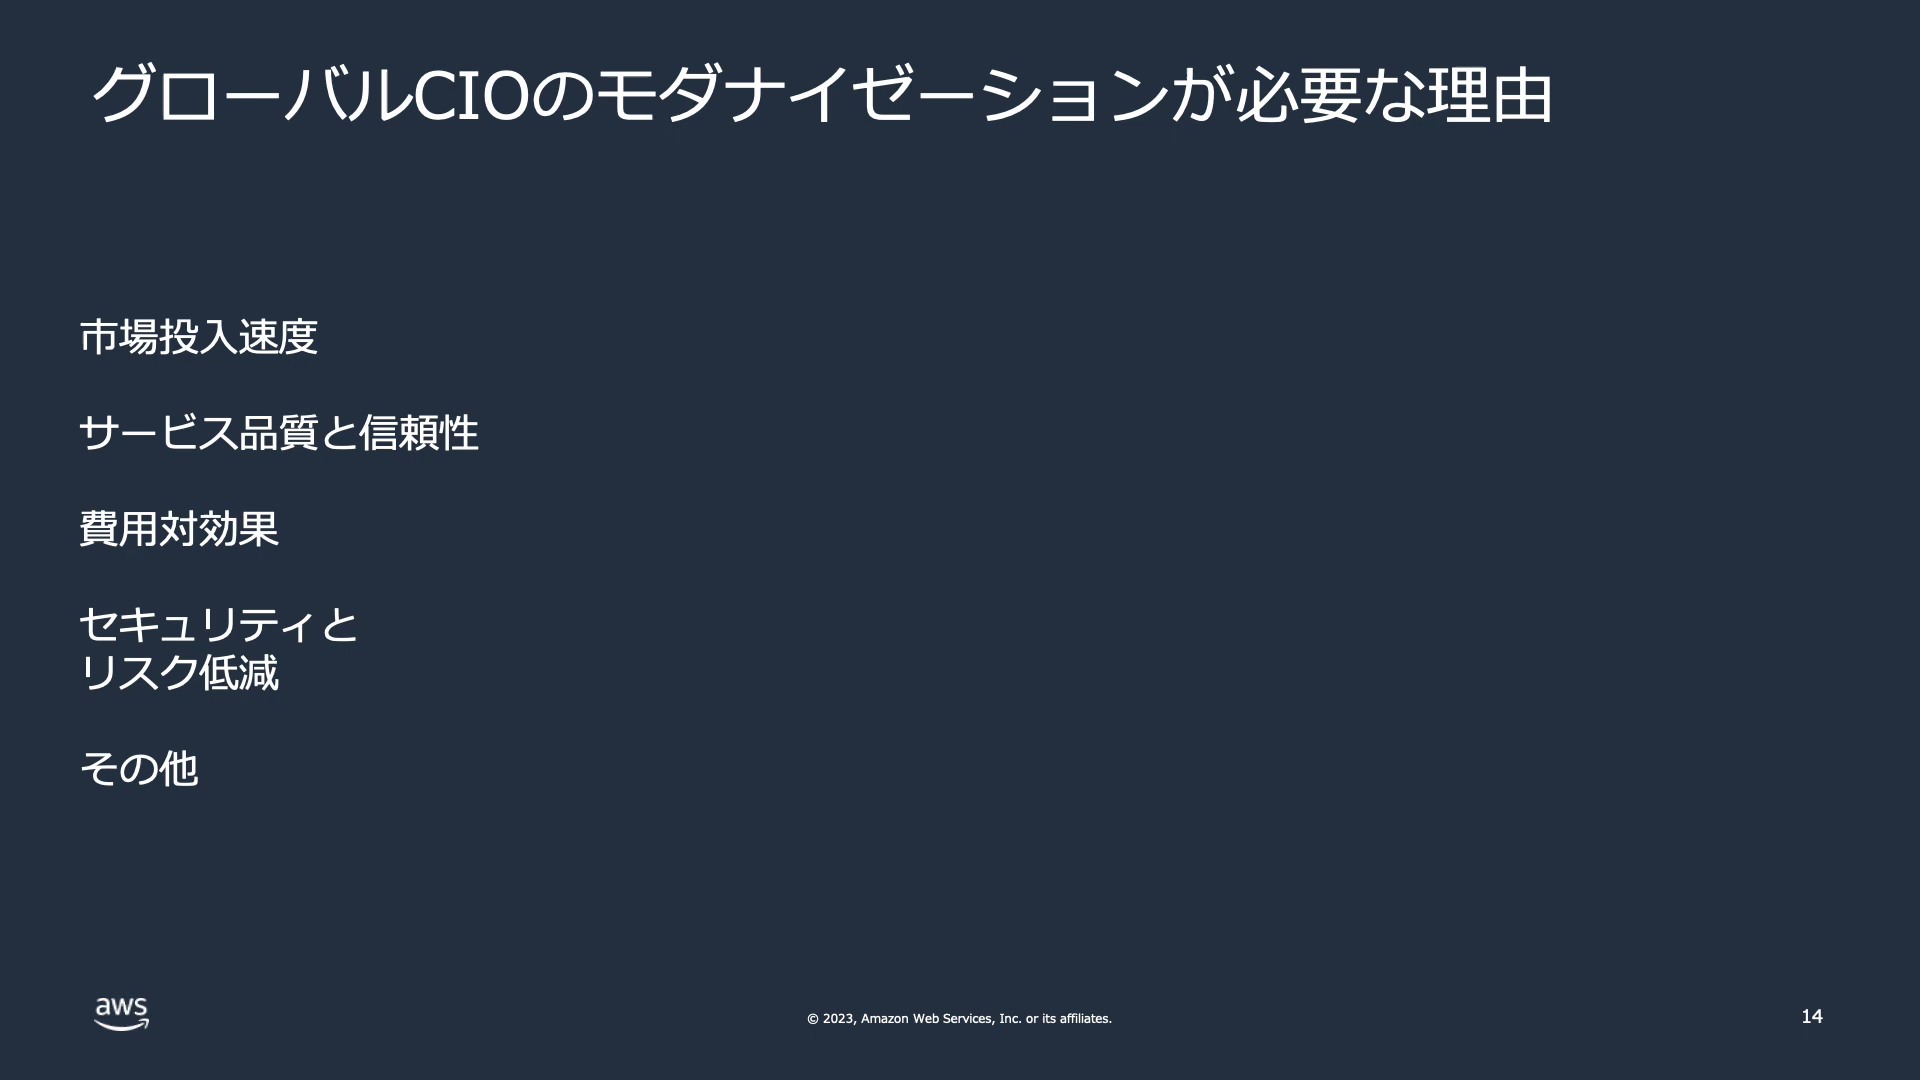 グローバルCIOのモダナイゼーションが必要な理由
市場投入速度
サービス品質と信頼性
費用対効果
セキュリティと
リスク低減
その他
aws
© 2023, Amazon Web Services, Inc. or its affiliates.
14